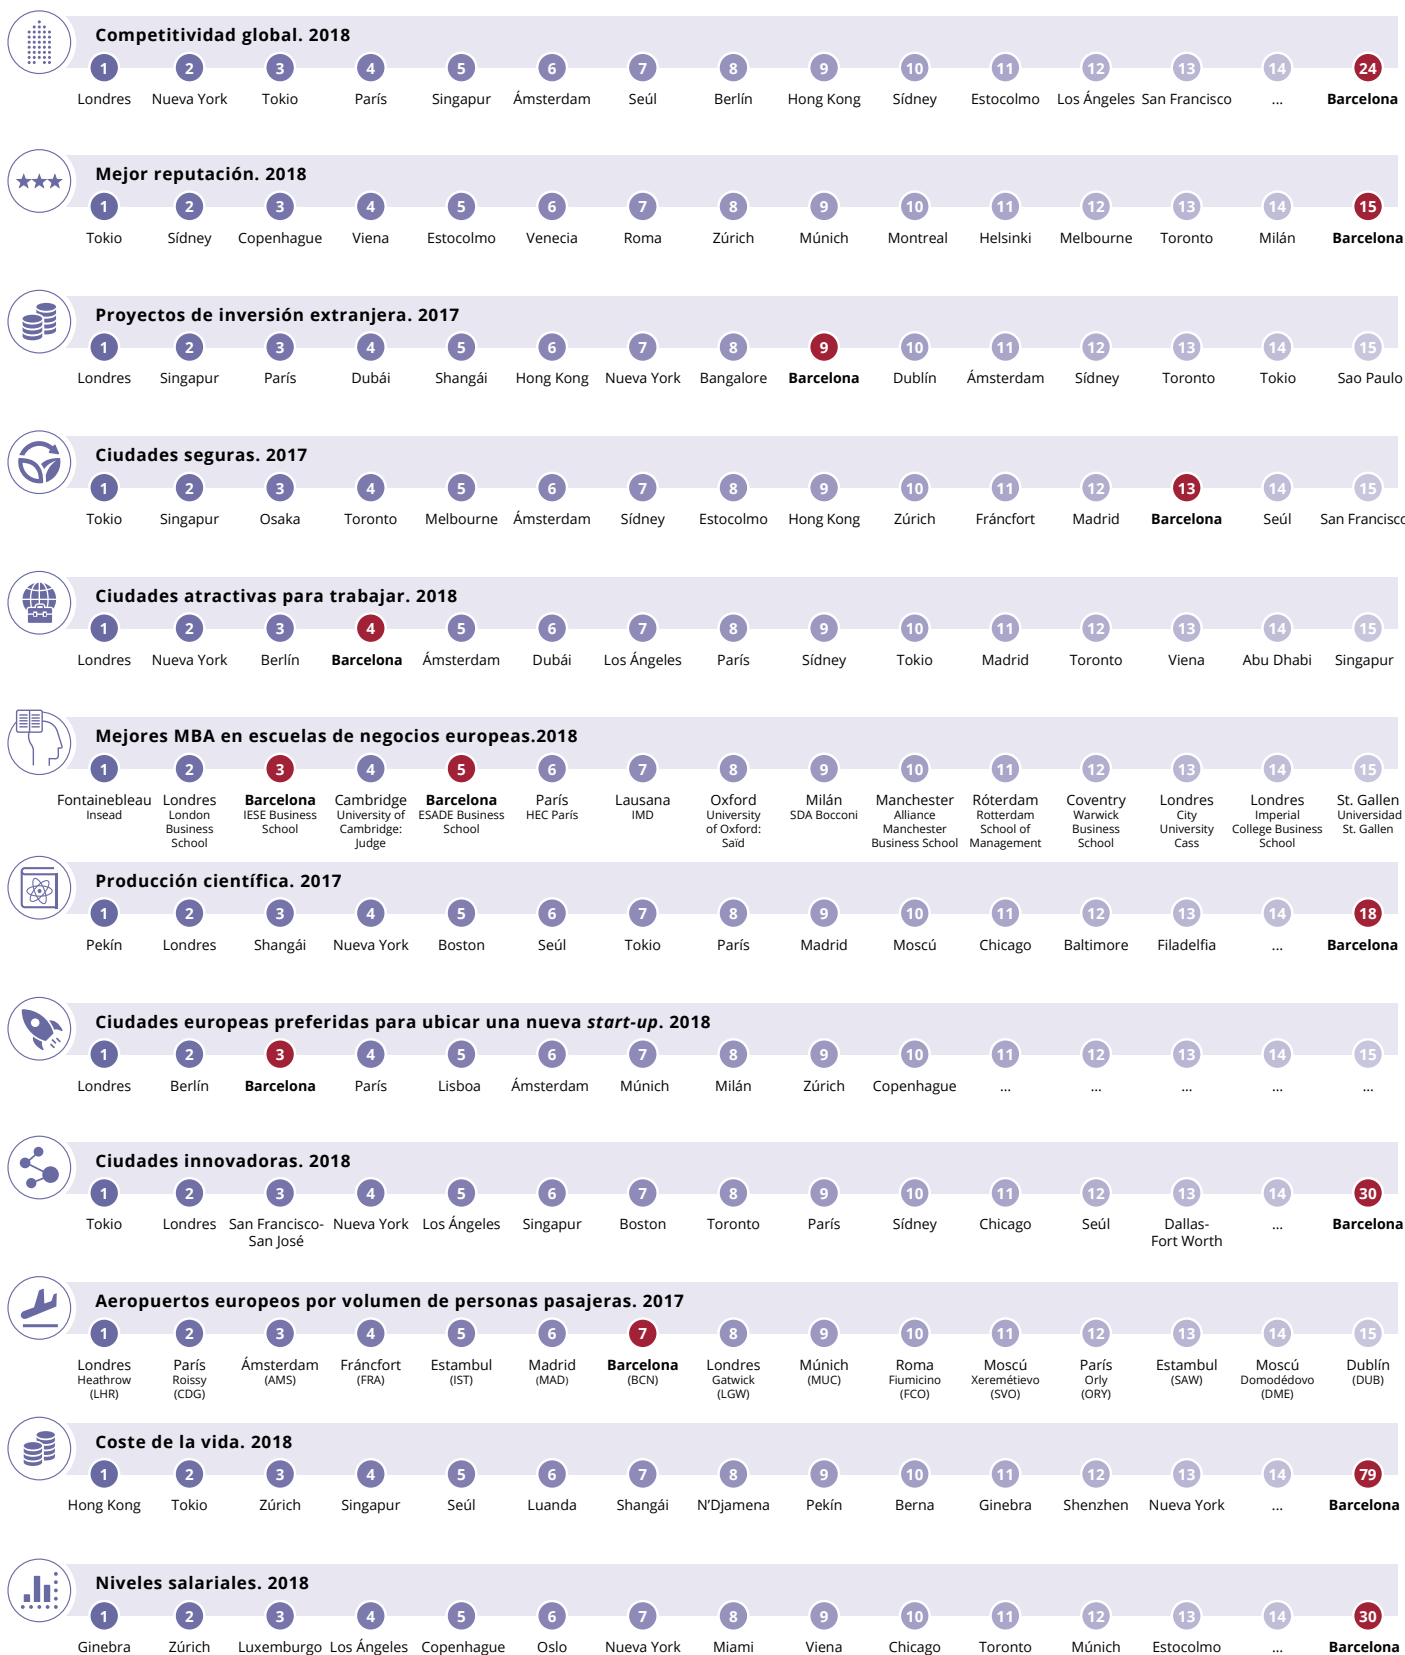 Competitividad global. 2018
1 2 3 4 5 6 7 8 9 10 11 12 13 14 24
Londres Nueva York Tokio París Singapur Ámsterdam Seúl Berlín Hong Kong Sídney Estocolmo Los Ángeles San Francisco ... Barcelona
Mejor reputación. 2018
1 2 3 4 5 6 7 8 9 10 11 12 13 14 15
Tokio Sídney Copenhague Viena Estocolmo Venecia Roma Zúrich Múnich Montreal Helsinki Melbourne Toronto Milán Barcelona
Proyectos de inversión extranjera. 2017
1 2 3 4 5 6 7 8 9 10 11 12 13 14 15
Londres Singapur París Dubái Shangái Hong Kong Nueva York Bangalore Barcelona Dublín Ámsterdam Sídney Toronto Tokio Sao Paulo
Ciudades seguras. 2017
1 2 3 4 5 6 7 8 9 10 11 12 13 14 15
Tokio Singapur Osaka Toronto Melbourne Ámsterdam Sídney Estocolmo Hong Kong Zúrich Fráncfort Madrid Barcelona Seúl San Francisco
Ciudades atractivas para trabajar. 2018
1 2 3 4 5 6 7 8 9 10 11 12 13 14 15
Londres Nueva York Berlín Barcelona Ámsterdam Dubái Los Ángeles París Sídney Tokio Madrid Toronto Viena Abu Dhabi Singapur
Mejores MBA en escuelas de negocios europeas.2018
1 2 3 4 5 6 7 8 9 10 11 12 13 14 15
Fontainebleau Londres Barcelona Cambridge Barcelona París Lausana Oxford Milán Manchester Róterdam Coventry Londres Londres St. Gallen
Insead London IESE Business University of ESADE Business HEC París IMD University SDA Bocconi Alliance Rotterdam Warwick City Imperial Universidad
Business School Cambridge: School of Oxford: Manchester School of Business University College Business St. Gallen
School Judge Saïd Business School Management School Cass School
Producción científica. 2017
1 2 3 4 5 6 7 8 9 10 11 12 13 14 18
Pekín Londres Shangái Nueva York Boston Seúl Tokio París Madrid Moscú Chicago Baltimore Filadelfia ... Barcelona
Ciudades europeas preferidas para ubicar una nueva start-up. 2018
1 2 3 4 5 6 7 8 9 10 11 12 13 14 15
Londres Berlín Barcelona París Lisboa Ámsterdam Múnich Milán Zúrich Copenhague ... ... ... ... ...
Ciudades innovadoras. 2018
1 2 3 4 5 6 7 8 9 10 11 12 13 14 30
Tokio Londres San Francisco- Nueva York Los Ángeles Singapur Boston Toronto París Sídney Chicago Seúl Dallas- ... Barcelona
San José Fort Worth
Aeropuertos europeos por volumen de personas pasajeras. 2017
1 2 3 4 5 6 7 8 9 10 11 12 13 14 15
Londres París Ámsterdam Fráncfort Estambul Madrid Barcelona Londres Múnich Roma Moscú París Estambul Moscú Dublín
Heathrow Roissy (AMS) (FRA) (IST) (MAD) (BCN) Gatwick (MUC) Fiumicino Xeremétievo Orly (SAW) Domodédovo (DUB)
(LHR) (CDG) (LGW) (FCO) (SVO) (ORY) (DME)
Coste de la vida. 2018
1 2 3 4 5 6 7 8 9 10 11 12 13 14 79
Hong Kong Tokio Zúrich Singapur Seúl Luanda Shangái N'Djamena Pekín Berna Ginebra Shenzhen Nueva York ... Barcelona
Niveles salariales. 2018
1 2 3 4 5 6 7 8 9 10 11 12 13 14 30
Ginebra Zúrich Luxemburgo Los Ángeles Copenhague Oslo Nueva York Miami Viena Chicago Toronto Múnich Estocolmo ... Barcelona